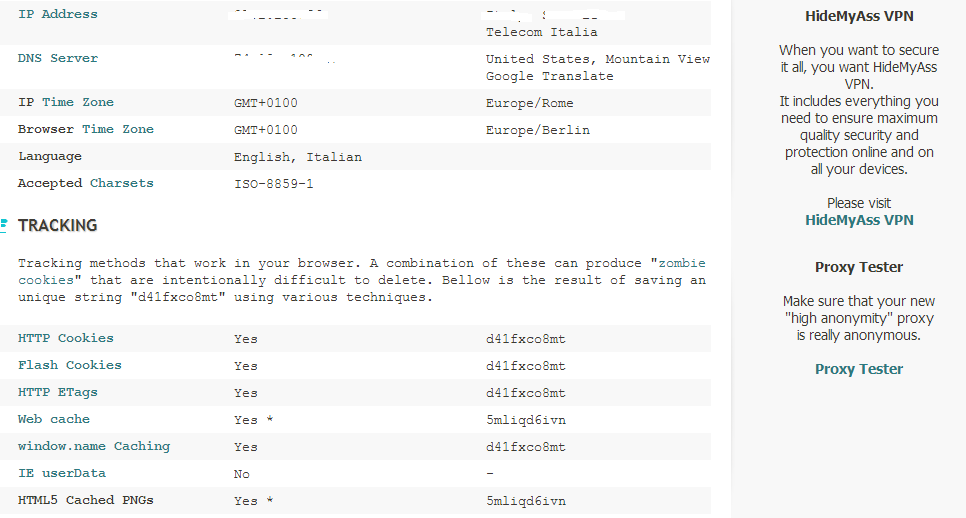 IP Address
Telecom Italia
DNS Server United States, Mountain View
Google Translate
IP Time Zone GMT+0100 Europe/Rome
Browser Time Zone GMT+0100 Europe/Berlin
Language English, Italian
Accepted Charsets ISO-8859-1
TRACKING
Tracking methods that work in your browser. A combination of these can produce "zombie
cookies" that are intentionally difficult to delete. Bellow is the result of saving an
unique string "d41fxco8mt" using various techniques.
HTTP Cookies Yes d41fxco8mt
Flash Cookies Yes d41fxco8mt
HTTP ETags Yes d41fxco8mt
Web cache Yes * 5mliqd6ivn
window.name Caching Yes d41fxco8mt
IE userData No -
HTML5 Cached PNGs Yes * 5mliqd6ivn
HideMyAss VPN
When you want to secure
it all, you want HideMyAss
VPN.
It includes everything you
need to ensure maximum
quality security and
protection online and on
all your devices.
Please visit
HideMyAss VPN
Proxy Tester
Make sure that your new
"high anonymity" proxy
is really anonymous.
Proxy Tester